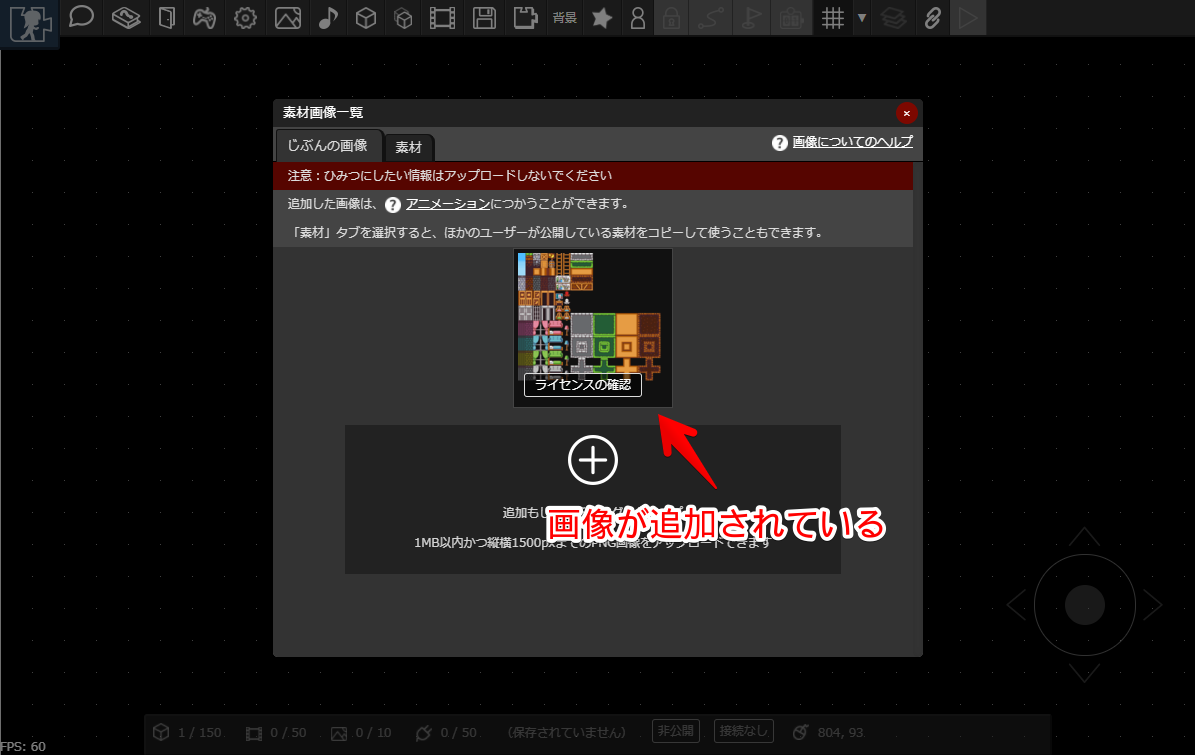 背景
素材画像一覧
じぶんの画像
素材
画像についてのヘルプ
注意：ひみつにしたい情報はアップロードしないでください
追加した画像は、アニメーションにつかうことができます。
「素材」タブを選択すると、ほかのユーザーが公開している素材をコピーして使うこともできます。
ライセンスの確認
追加もし
画像が追加されている
1MB以内かつ縦横1500pxまでのPNG画像をアップロードできます
1 / 150
0 / 50
0 / 10
0 / 50
（保存されていません）
非公開
接続なし
804, 93
FPS: 60